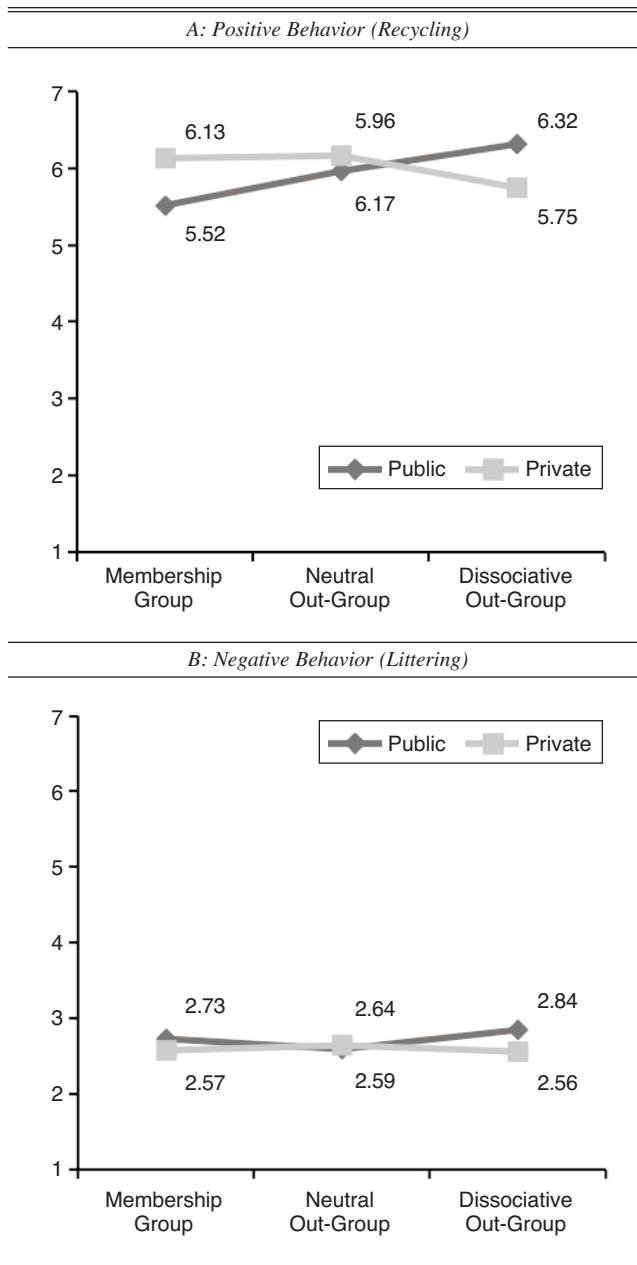 A: Positive Behavior (Recycling)
7
6.13
5.96
6.32
6
5.52
6.17
5.75
5
4
3
Public
Private
2
1
Membership
Group
Neutral
Out-Group
Dissociative
Out-Group
B: Negative Behavior (Littering)
7
Public
Private
6
5
4
2.73
2.64
2.84
3
2.57
2.59
2.56
2
1
Membership
Group
Neutral
Out-Group
Dissociative
Out-Group